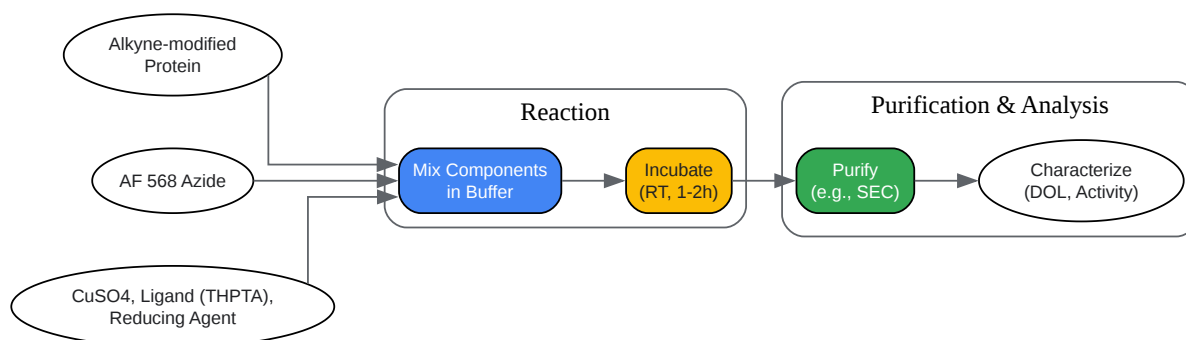 Alkyne-modified
Protein
AF 568 Azide
CuSO4, Ligand (THPTA),
Reducing Agent
Reaction
Mix Components
in Buffer
Incubate
(RT, 1-2h)
Purification & Analysis
Purify
(e.g., SEC)
Characterize
(DOL, Activity)